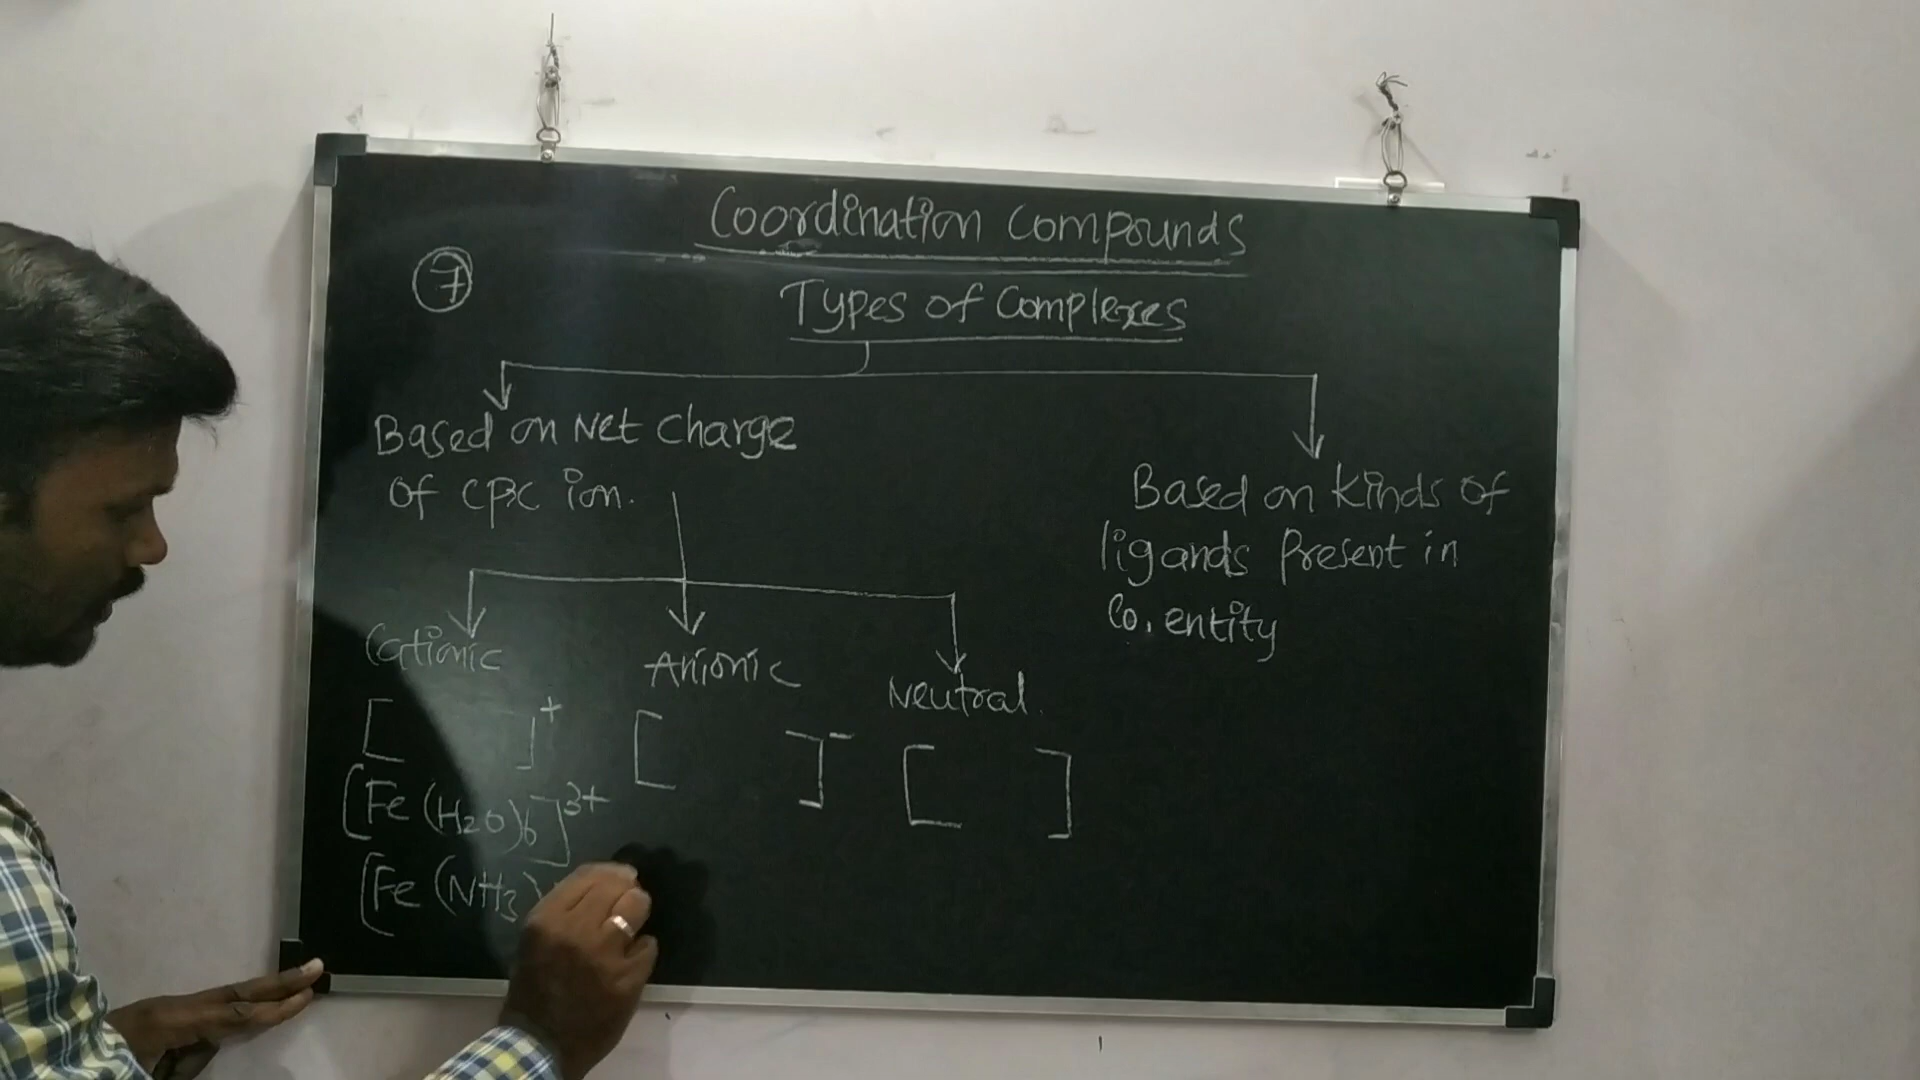 Coordination Compounds
7
Types of Complexes
Based on Net Charge
of cpx ion.
Based on kinds of
ligands Present in
Co. entity
Cationic
Anionic
Neutral.
[ ]⁺
[ ]⁻
[ ]
[Fe (H₂O)₆]³⁺
[Fe (NH₃)